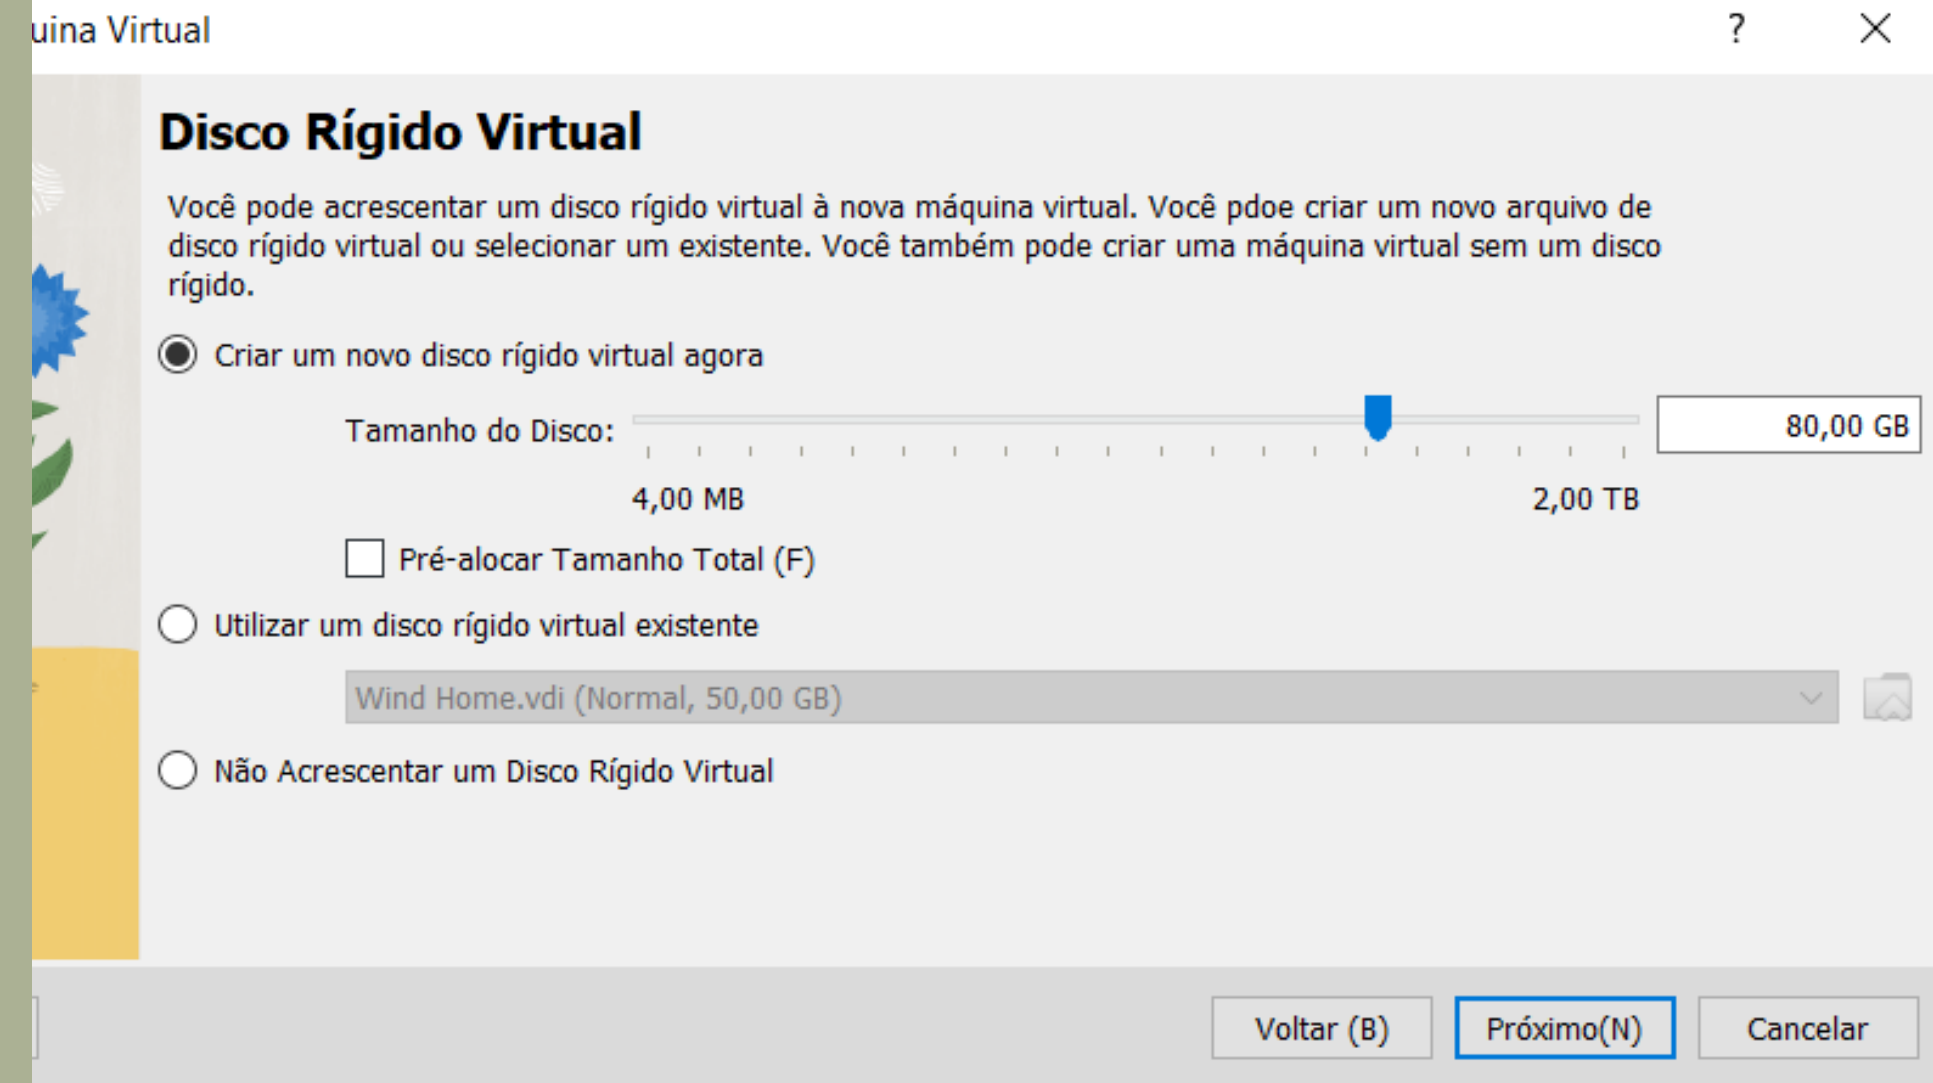 uina Virtual
?
Disco Rígido Virtual
Você pode acrescentar um disco rígido virtual à nova máquina virtual. Você pdoe criar um novo arquivo de
disco rígido virtual ou selecionar um existente. Você também pode criar uma máquina virtual sem um disco
rígido.
Criar um novo disco rígido virtual agora
Tamanho do Disco:
80,00 GB
4,00 MB
2,00 TB
Pré-alocar Tamanho Total (F)
Utilizar um disco rígido virtual existente
Wind Home.vdi (Normal, 50,00 GB)
Não Acrescentar um Disco Rígido Virtual
Voltar (B)
Próximo(N)
Cancelar